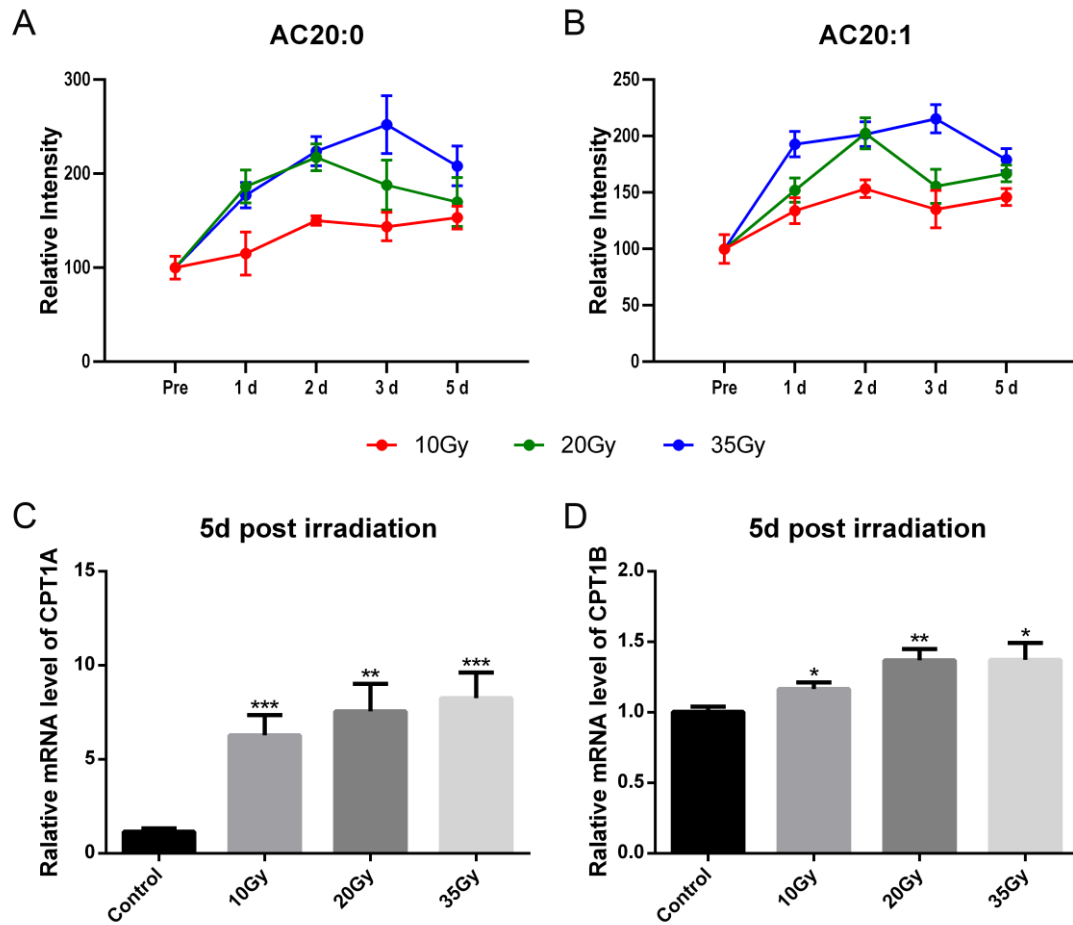 A
AC20:0
Relative Intensity
300
200
100
0
Pre 1 d 2 d 3 d 5 d
B
AC20:1
Relative Intensity
250
200
150
100
50
0
Pre 1 d 2 d 3 d 5 d
10Gy 20Gy 35Gy
C
5d post irradiation
Ralative mRNA level of CPT1A
15
10
5
0
***
**
***
Control 10Gy 20Gy 35Gy
D
5d post irradiation
Ralative mRNA level of CPT1B
2.0
1.5
1.0
0.5
0.0
*
**
*
Control 10Gy 20Gy 35Gy